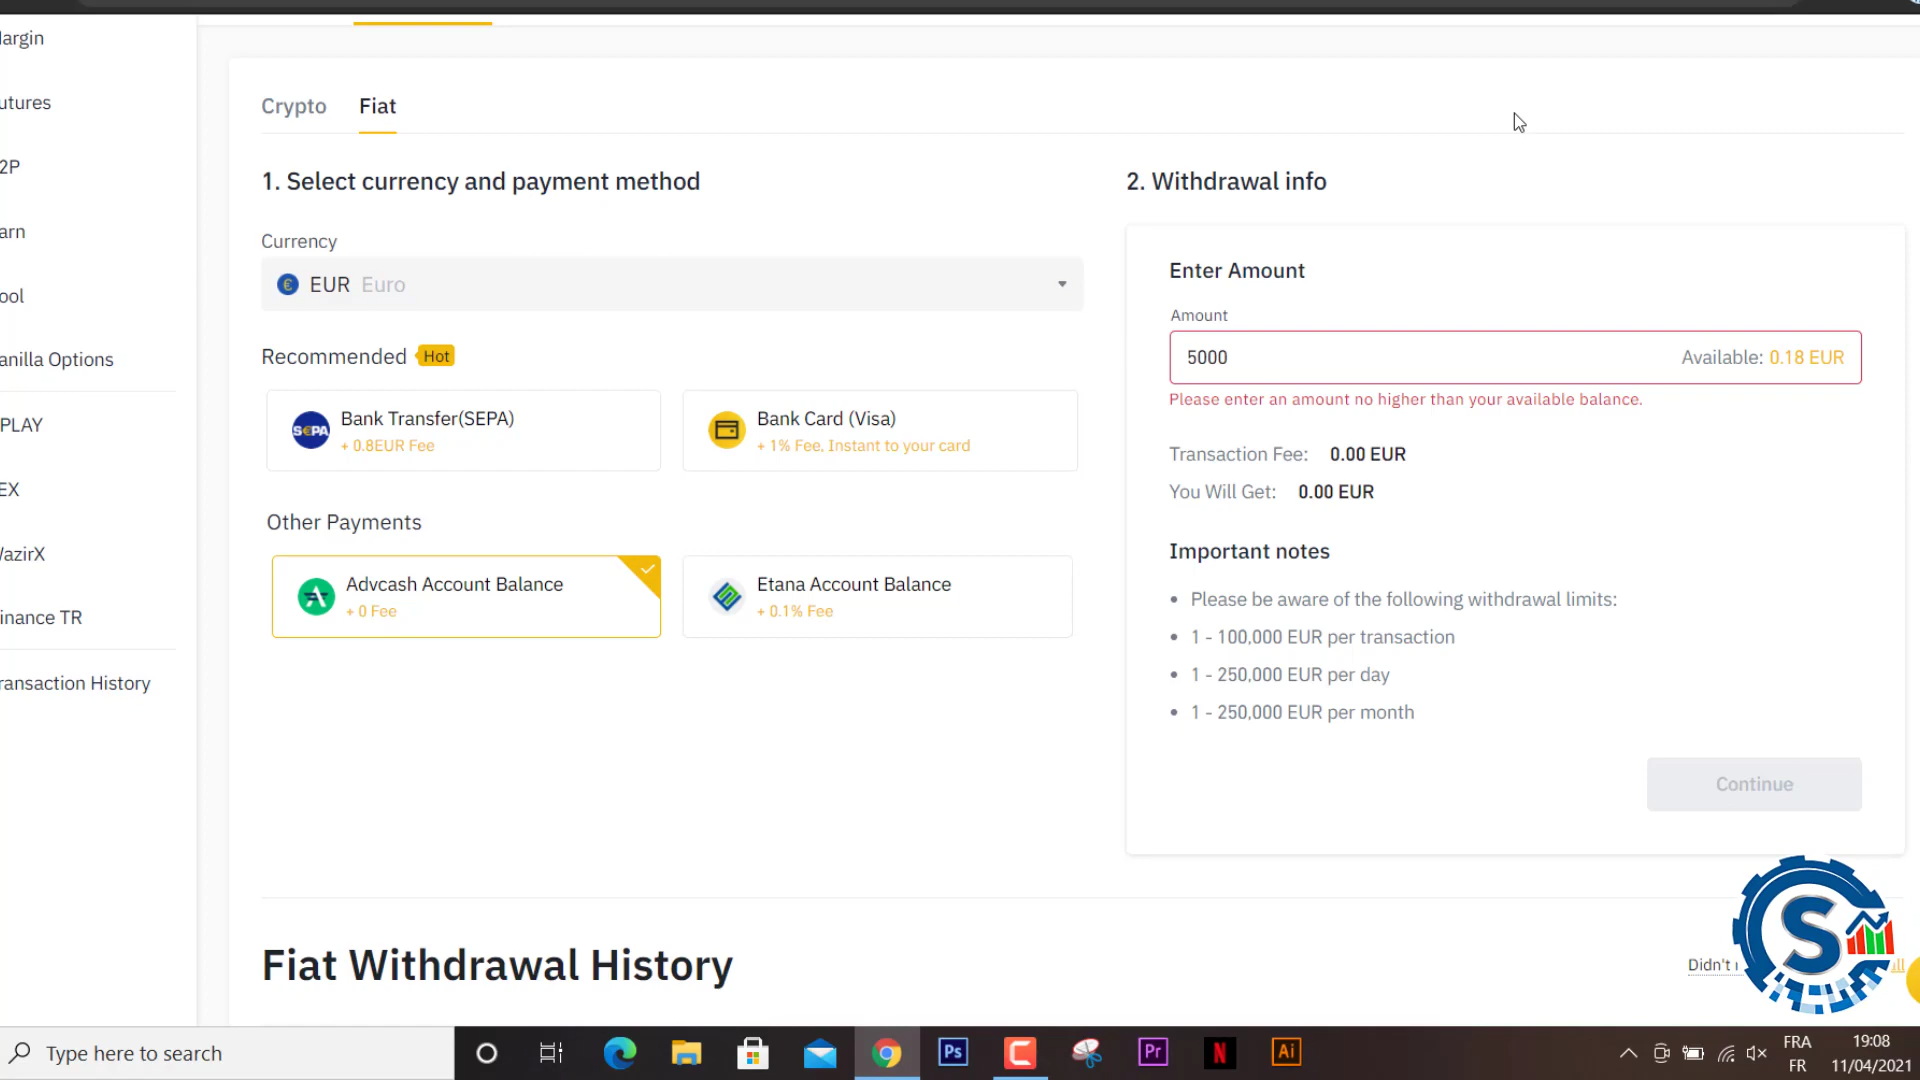 argin
utures
2P
arn
ool
anilla Options
PLAY
EX
azirX
inance TR
ransaction History
Crypto Fiat
1. Select currency and payment method
Currency
EUR Euro
Recommended Hot
SEPA Bank Transfer(SEPA)
+ 0.8EUR Fee
Bank Card (Visa)
+ 1% Fee, Instant to your card
Other Payments
Advcash Account Balance
+ 0 Fee
Etana Account Balance
+ 0.1% Fee
2. Withdrawal info
Enter Amount
Amount
5000 Available: 0.18 EUR
Please enter an amount no higher than your available balance.
Transaction Fee: 0.00 EUR
You Will Get: 0.00 EUR
Important notes
• Please be aware of the following withdrawal limits:
• 1 - 100,000 EUR per transaction
• 1 - 250,000 EUR per day
• 1 - 250,000 EUR per month
Continue
Fiat Withdrawal History
Didn't
S
Type here to search
Ps
C
Pr
N
Ai
FRA
FR
19:08
11/04/2021